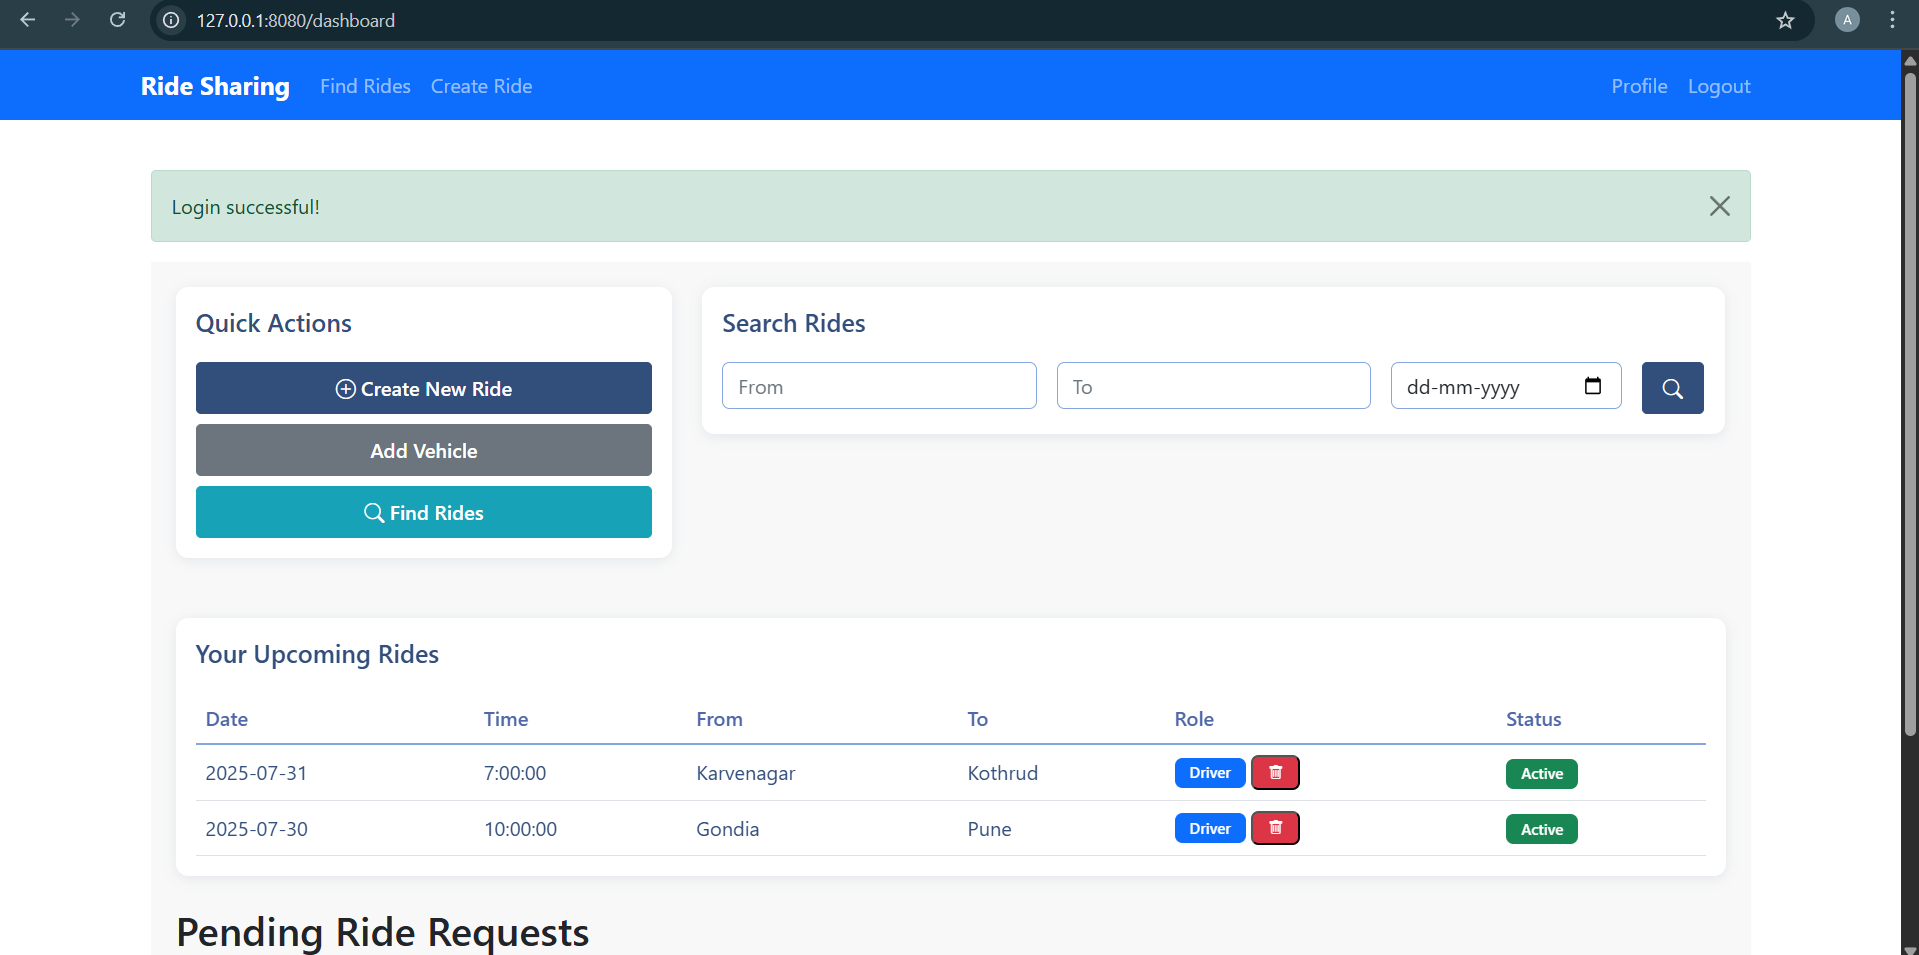 127.0.0.1:8080/dashboard
A
Ride Sharing Find Rides Create Ride Profile Logout
Login successful!
Quick Actions
Create New Ride
Add Vehicle
Find Rides
Search Rides
From To dd-mm-yyyy
Your Upcoming Rides
Date Time From To Role Status
2025-07-31 7:00:00 Karvenagar Kothrud Driver Active
2025-07-30 10:00:00 Gondia Pune Driver Active
Pending Ride Requests